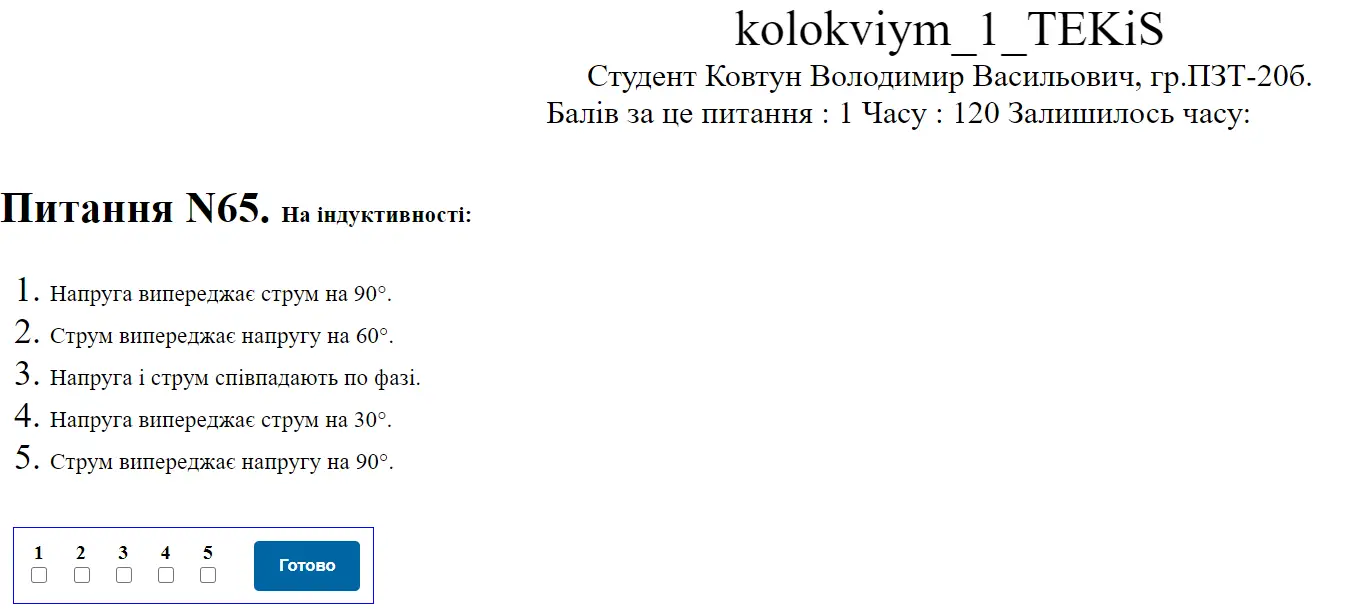 kolokviym_1_TEKiS
Студент Ковтун Володимир Васильович, гр.ПЗТ-20б.
Балів за це питання : 1 Часу : 120 Залишилось часу:
Питання N65. На індуктивності:
1. Напруга випереджає струм на 90°.
2. Струм випереджає напругу на 60°.
3. Напруга і струм співпадають по фазі.
4. Напруга випереджає струм на 30°.
5. Струм випереджає напругу на 90°.
1 2 3 4 5
Готово